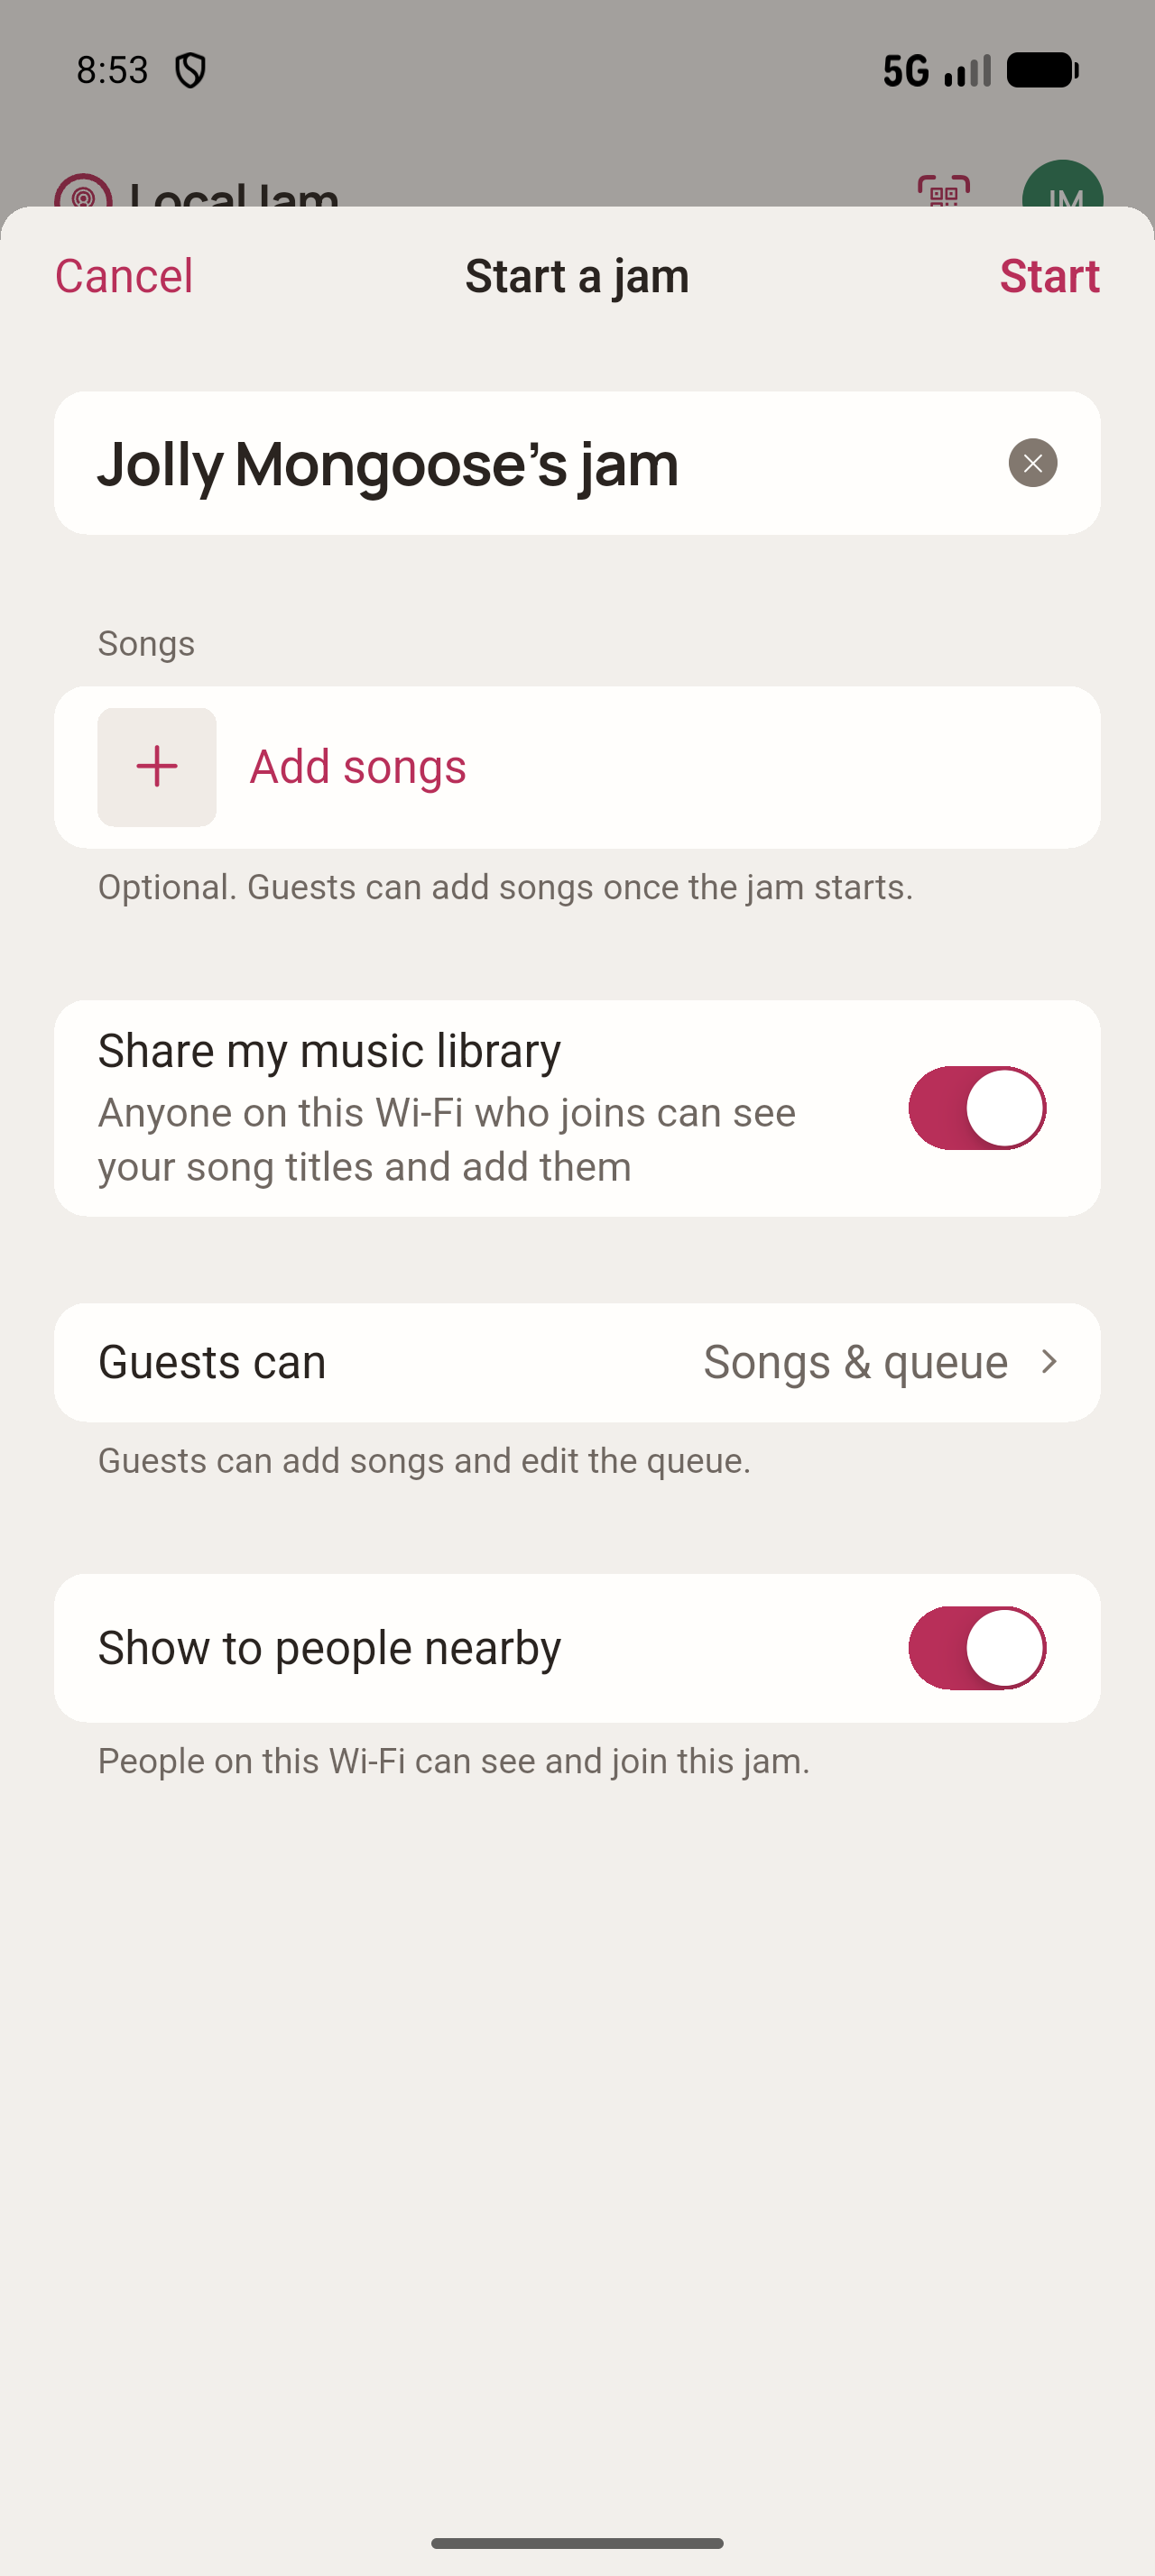 8:53
5G
LocalJam
JM
Cancel
Start a jam
Start
Jolly Mongoose’s jam
Songs
Add songs
Optional. Guests can add songs once the jam starts.
Share my music library
Anyone on this Wi-Fi who joins can see
your song titles and add them
Guests can
Songs & queue
Guests can add songs and edit the queue.
Show to people nearby
People on this Wi-Fi can see and join this jam.